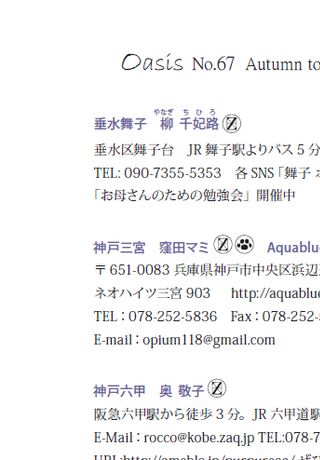 Oasis No.67 Autumn to
やなぎ ち ひ ろ
垂水舞子 柳 千妃路 Z
垂水区舞子台 JR 舞子駅よりバス 5 分
TEL: 090-7355-5353 各 SNS「舞子
「お母さんのための勉強会」開催中
神戸三宮 窪田マミ Z Aquablue
〒 651-0083 兵庫県神戸市中央区浜辺
ネオハイツ三宮 903 http://aquablue
TEL : 078-252-5836 Fax : 078-252-5
E-mail : opium118@gmail.com
神戸六甲 奥 敬子 Z
阪急六甲駅から徒歩 3 分。JR 六甲道駅
E-Mail : rocco@kobe.zaq.jp TEL:078-7